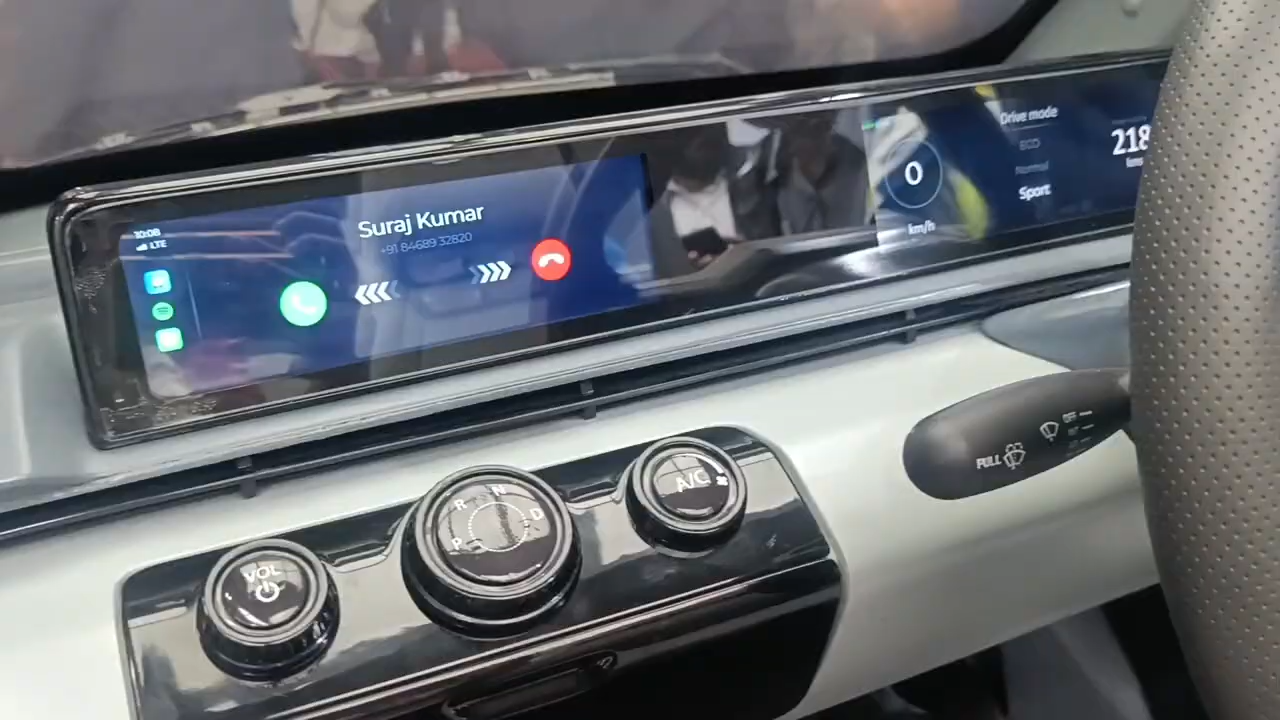 10:08
LTE
Suraj Kumar
+91 84689 32820
0
km/h
Drive mode
ECO
Normal
Sport
218
kms
PULL
OFF
VOL
P
R
N
D
A/C